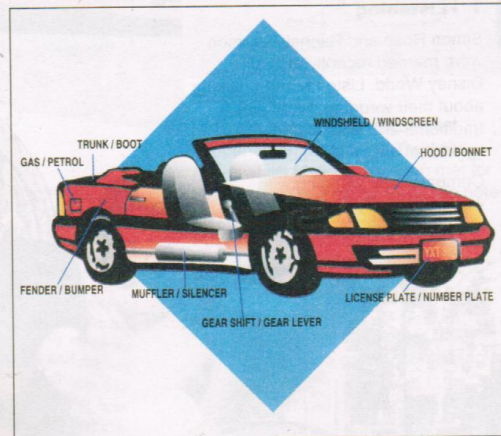 WINDSHIELD / WINDSCREEN
TRUNK / BOOT
HOOD / BONNET
GAS / PETROL
FENDER / BUMPER
MUFFLER / SILENCER
LICENSE PLATE / NUMBER PLATE
GEAR SHIFT / GEAR LEVER